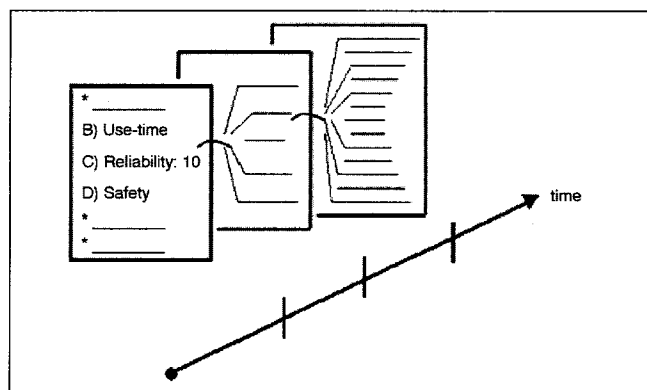 *
B) Use-time
C) Reliability: 10
D) Safety
*
*
time